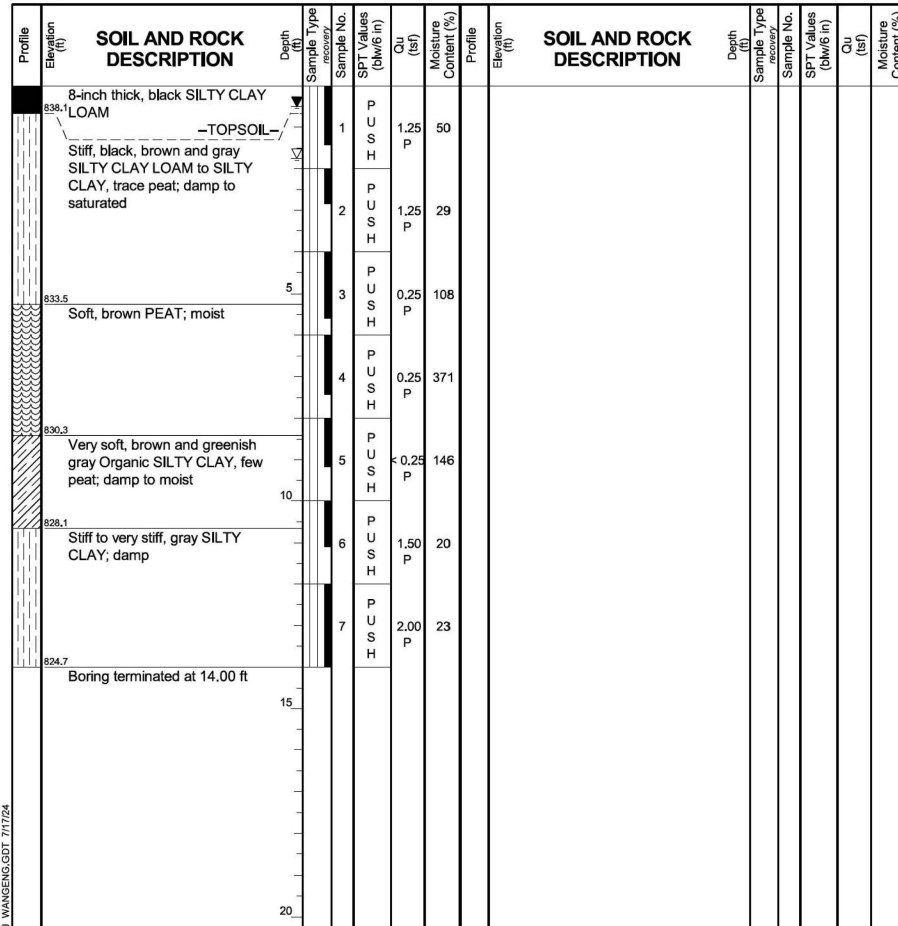 Profile
Elevation
(ft)
SOIL AND ROCK
DESCRIPTION
Depth
(ft)
Sample Type
recovery
Sample No.
SPT Values
(blw/6 in)
Qu
(tsf)
Moisture
Content (%)
Profile
Elevation
(ft)
SOIL AND ROCK
DESCRIPTION
Depth
(ft)
Sample Type
recovery
Sample No.
SPT Values
(blw/6 in)
Qu
(tsf)
Moisture
Content (%)
8-inch thick, black SILTY CLAY
838.1 LOAM
--TOPSOIL--
Stiff, black, brown and gray
SILTY CLAY LOAM to SILTY
CLAY, trace peat; damp to
saturated
1
P
U
S
H
1.25
P
50
2
P
U
S
H
1.25
P
29
5
3
P
U
S
H
0.25
P
108
833.5
Soft, brown PEAT; moist
4
P
U
S
H
0.25
P
371
830.3
Very soft, brown and greenish
gray Organic SILTY CLAY, few
peat; damp to moist
5
P
U
S
H
< 0.25
P
146
10
828.1
Stiff to very stiff, gray SILTY
CLAY; damp
6
P
U
S
H
1.50
P
20
7
P
U
S
H
2.00
P
23
824.7
Boring terminated at 14.00 ft
15
20
WANGENG.GDT 7/17/24